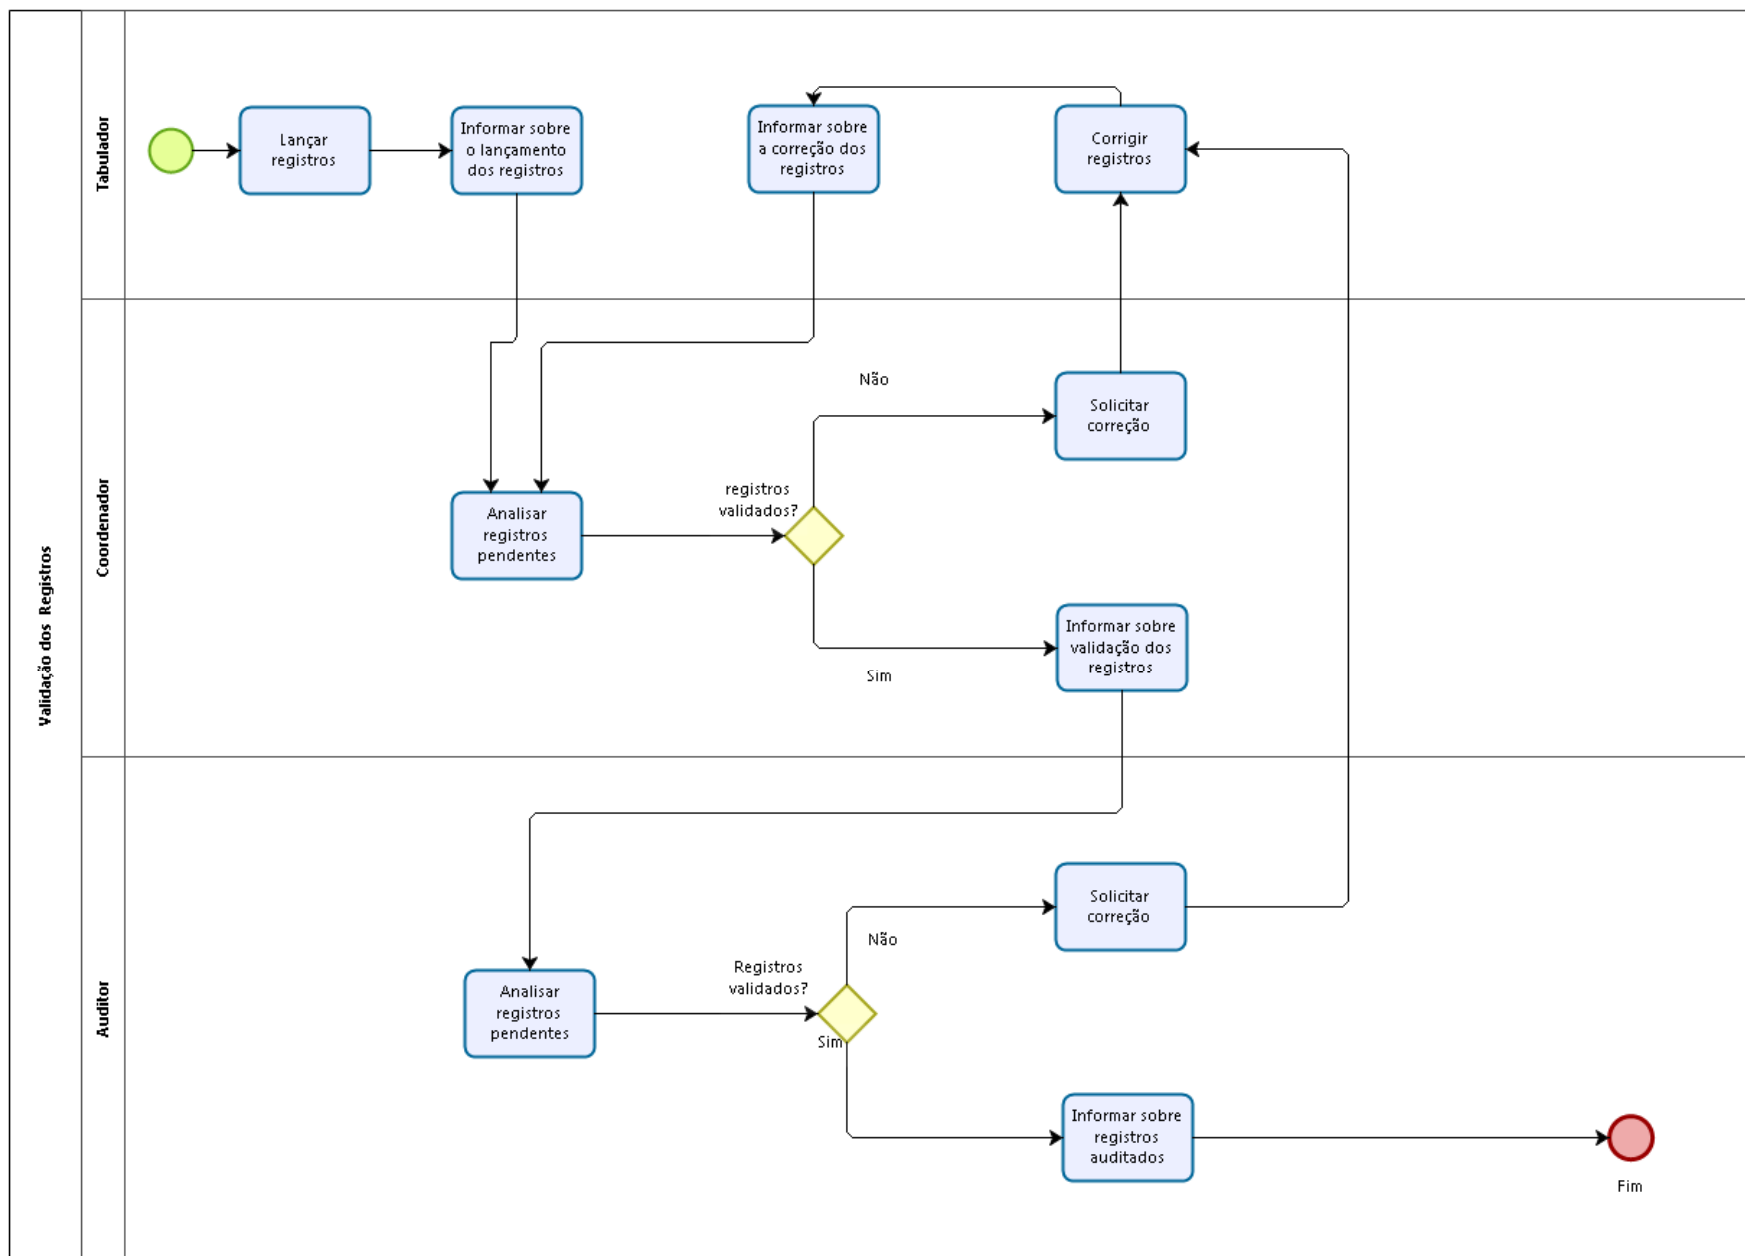 Validação dos Registros
Tabulador
Lançar
registros
Informar sobre
o lançamento
dos registros
Informar sobre
a correção dos
registros
Corrigir
registros
Coordenador
Não
Solicitar
correção
Analisar
registros
pendentes
registros
validados?
Informar sobre
validação dos
registros
Sim
Auditor
Solicitar
correção
Não
Analisar
registros
pendentes
Registros
validados?
Sim
Informar sobre
registros
auditados
Fim